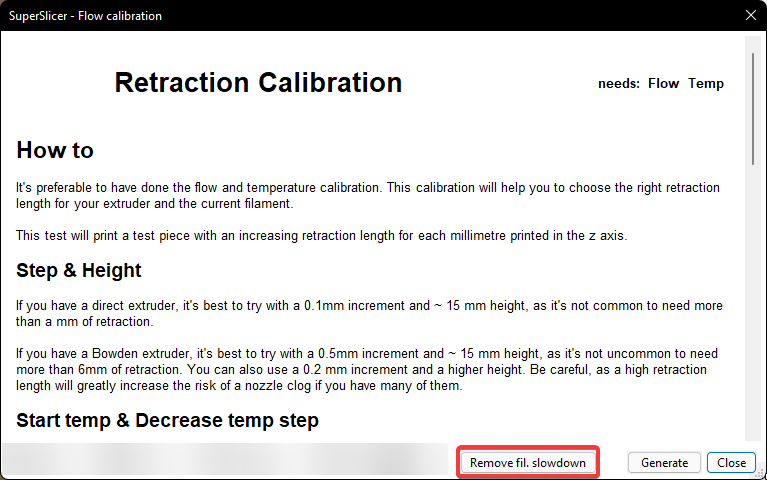 SuperSlicer - Flow calibration
Retraction Calibration
needs: Flow Temp
How to
It's preferable to have done the flow and temperature calibration. This calibration will help you to choose the right retraction
length for your extruder and the current filament.
This test will print a test piece with an increasing retraction length for each millimetre printed in the z axis.
Step & Height
If you have a direct extruder, it's best to try with a 0.1mm increment and ~ 15 mm height, as it's not common to need more
than a mm of retraction.
If you have a Bowden extruder, it's best to try with a 0.5mm increment and ~ 15 mm height, as it's not uncommon to need
more than 6mm of retraction. You can also use a 0.2 mm increment and a higher height. Be careful, as a high retraction
length will greatly increase the risk of a nozzle clog if you have many of them.
Start temp & Decrease temp step
Remove fil. slowdown
Generate
Close